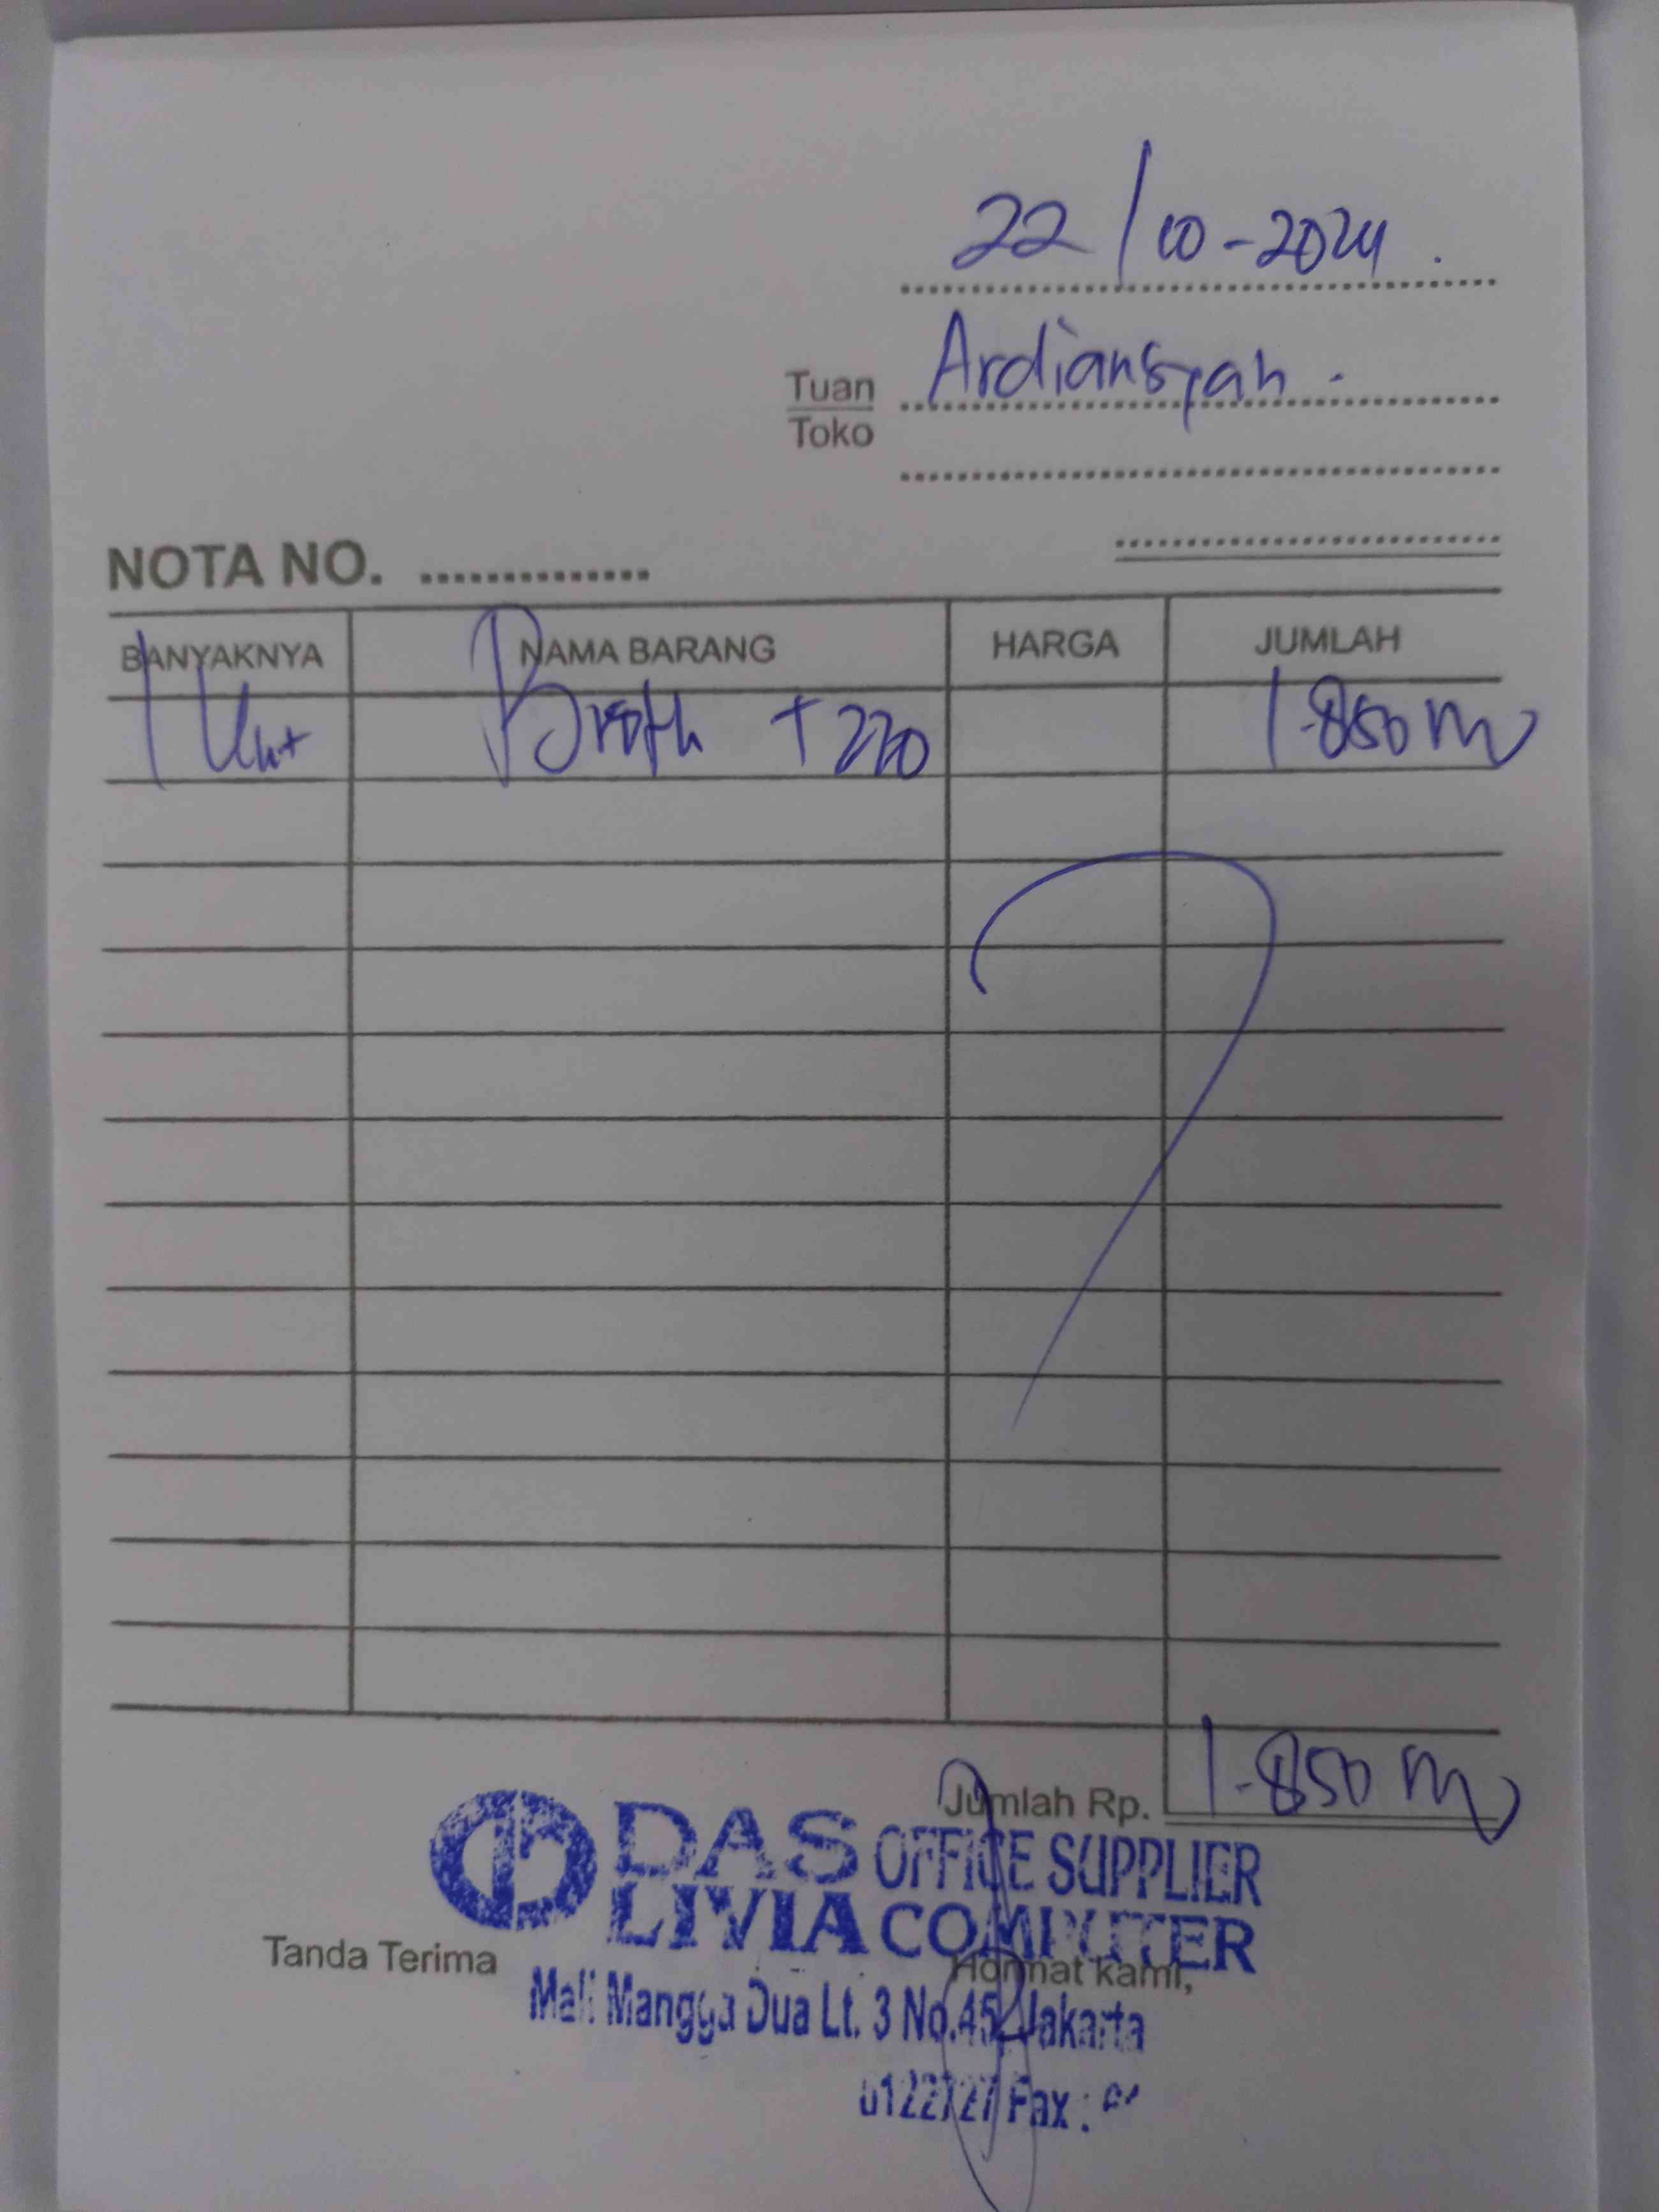 22/10-2024.
Tuan Ardiansyah.
Toko
NOTA NO. ..............
BANYAKNYA NAMA BARANG HARGA JUMLAH
1 Unit T220 1.850
Jumlah Rp. 1.850
DAS OFFICE SUPPLIER
LIVIA COMPUTER
Tanda Terima Hormat kami,
Mall Mangga Dua Lt. 3 No.45 Jakarta
6122727 Fax :